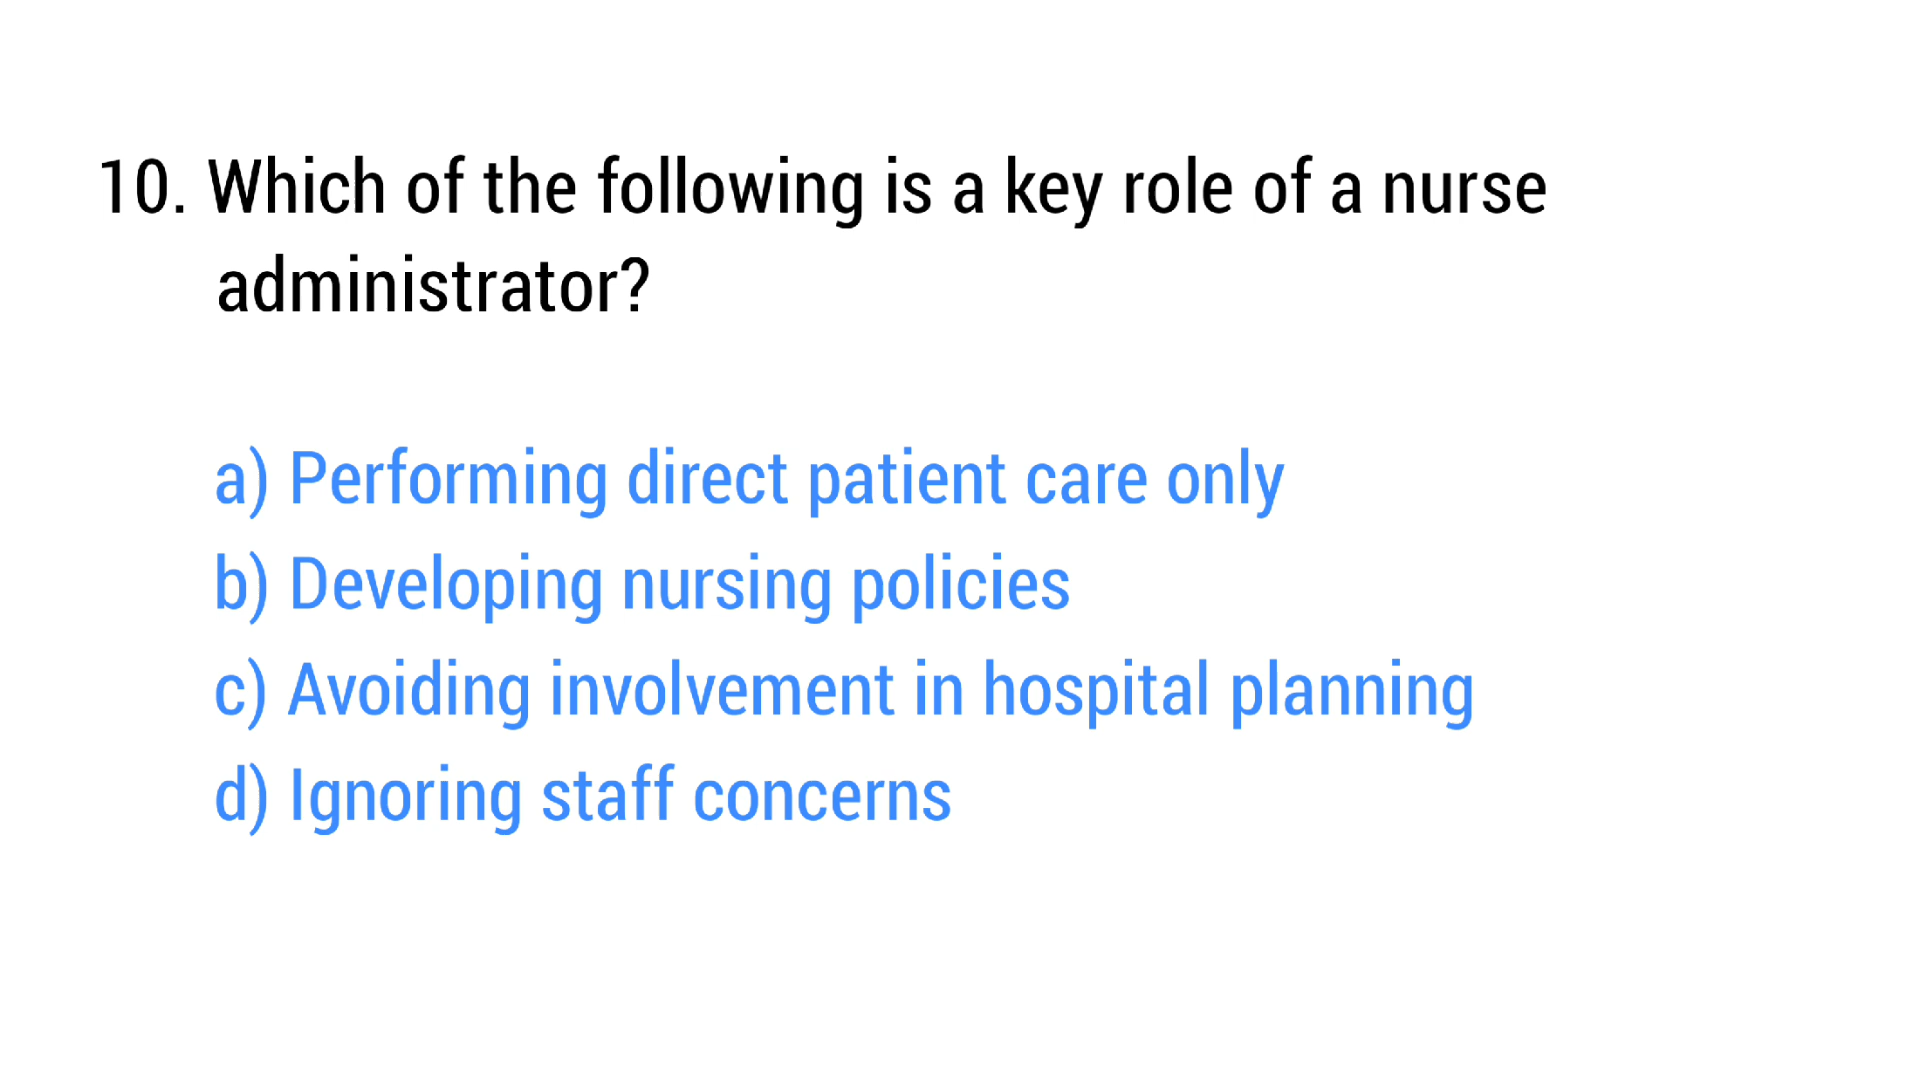 10. Which of the following is a key role of a nurse
administrator?
a) Performing direct patient care only
b) Developing nursing policies
c) Avoiding involvement in hospital planning
d) Ignoring staff concerns